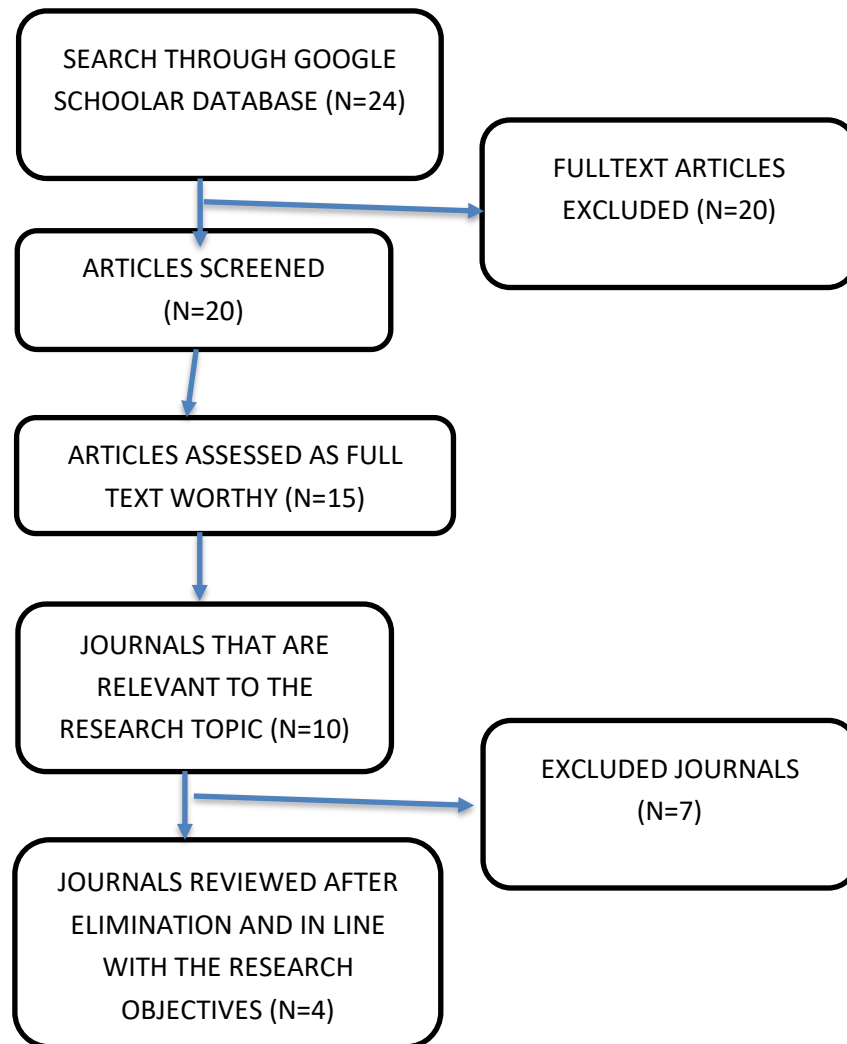 SEARCH THROUGH GOOGLE
SCHOOLAR DATABASE (N=24)
FULLTEXT ARTICLES
EXCLUDED (N=20)
ARTICLES SCREENED
(N=20)
ARTICLES ASSESSED AS FULL
TEXT WORTHY (N=15)
JOURNALS THAT ARE
RELEVANT TO THE
RESEARCH TOPIC (N=10)
EXCLUDED JOURNALS
(N=7)
JOURNALS REVIEWED AFTER
ELIMINATION AND IN LINE
WITH THE RESEARCH
OBJECTIVES (N=4)